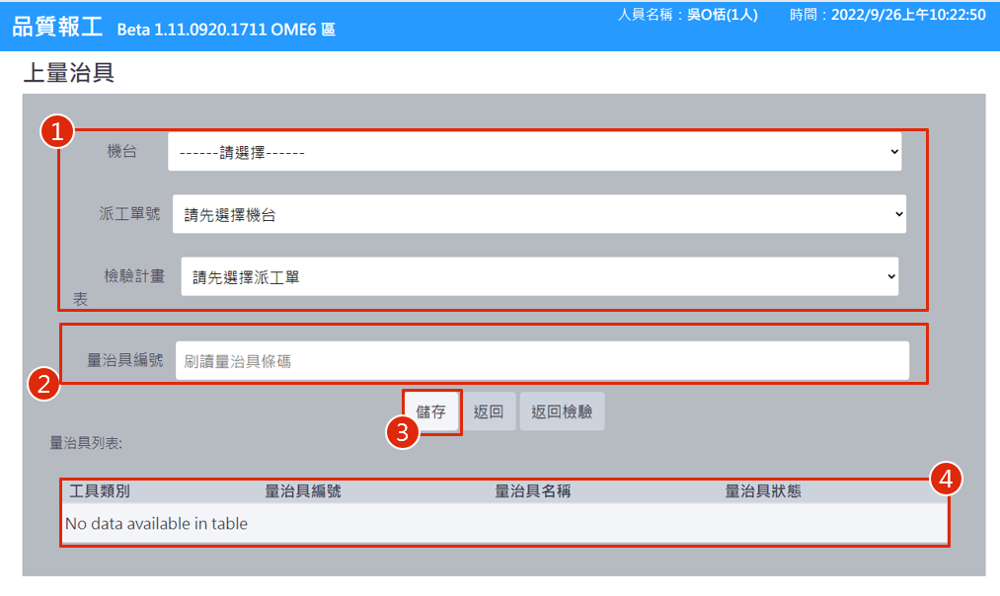 品質報工 Beta 1.11.0920.1711 OME6 區 人員名稱：吳O恬(1人) 時間：2022/9/26上午10:22:50
上量治具
1
機台 ------請選擇------
派工單號 請先選擇機台
檢驗計畫表 請先選擇派工單
量治具編號 刷讀量治具條碼
2
儲存 返回 返回檢驗
3
量治具列表:
4
工具類別 量治具編號 量治具名稱 量治具狀態
No data available in table